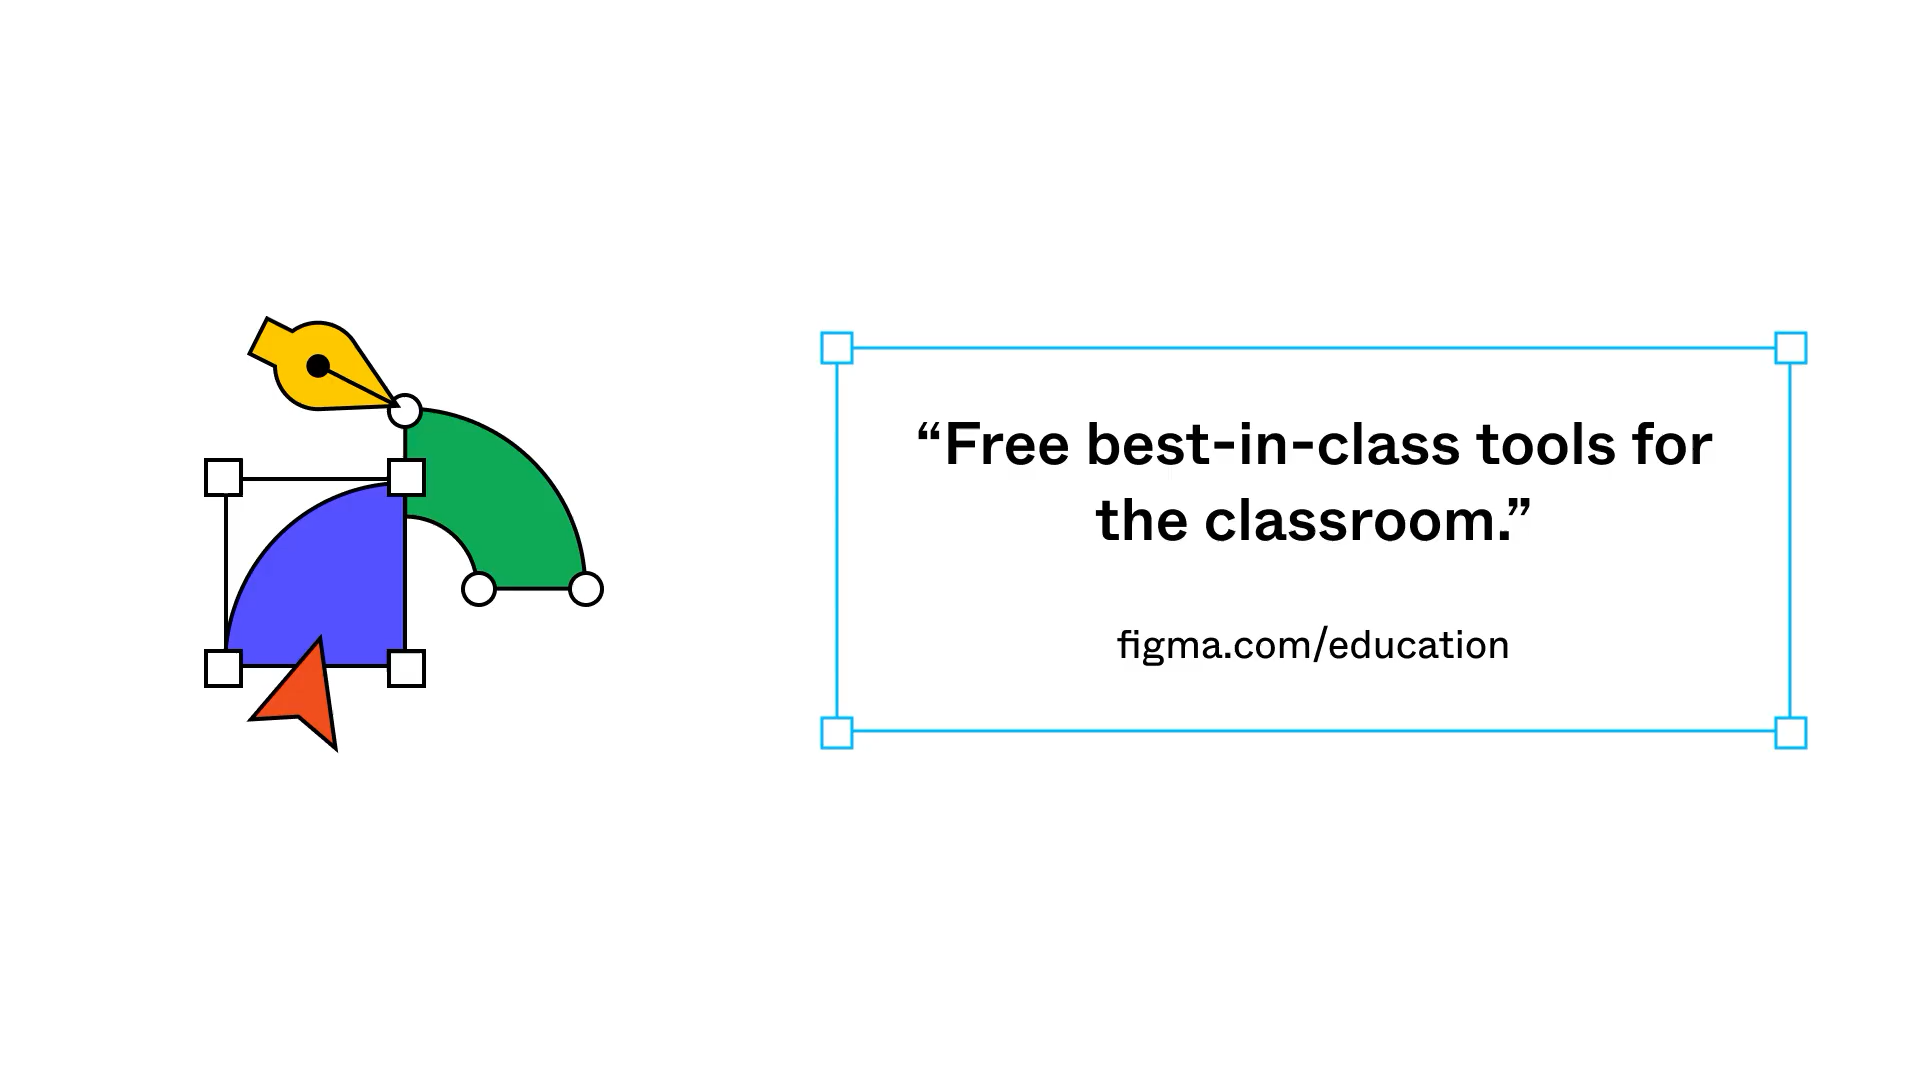 “Free best-in-class tools for
the classroom.”
figma.com/education